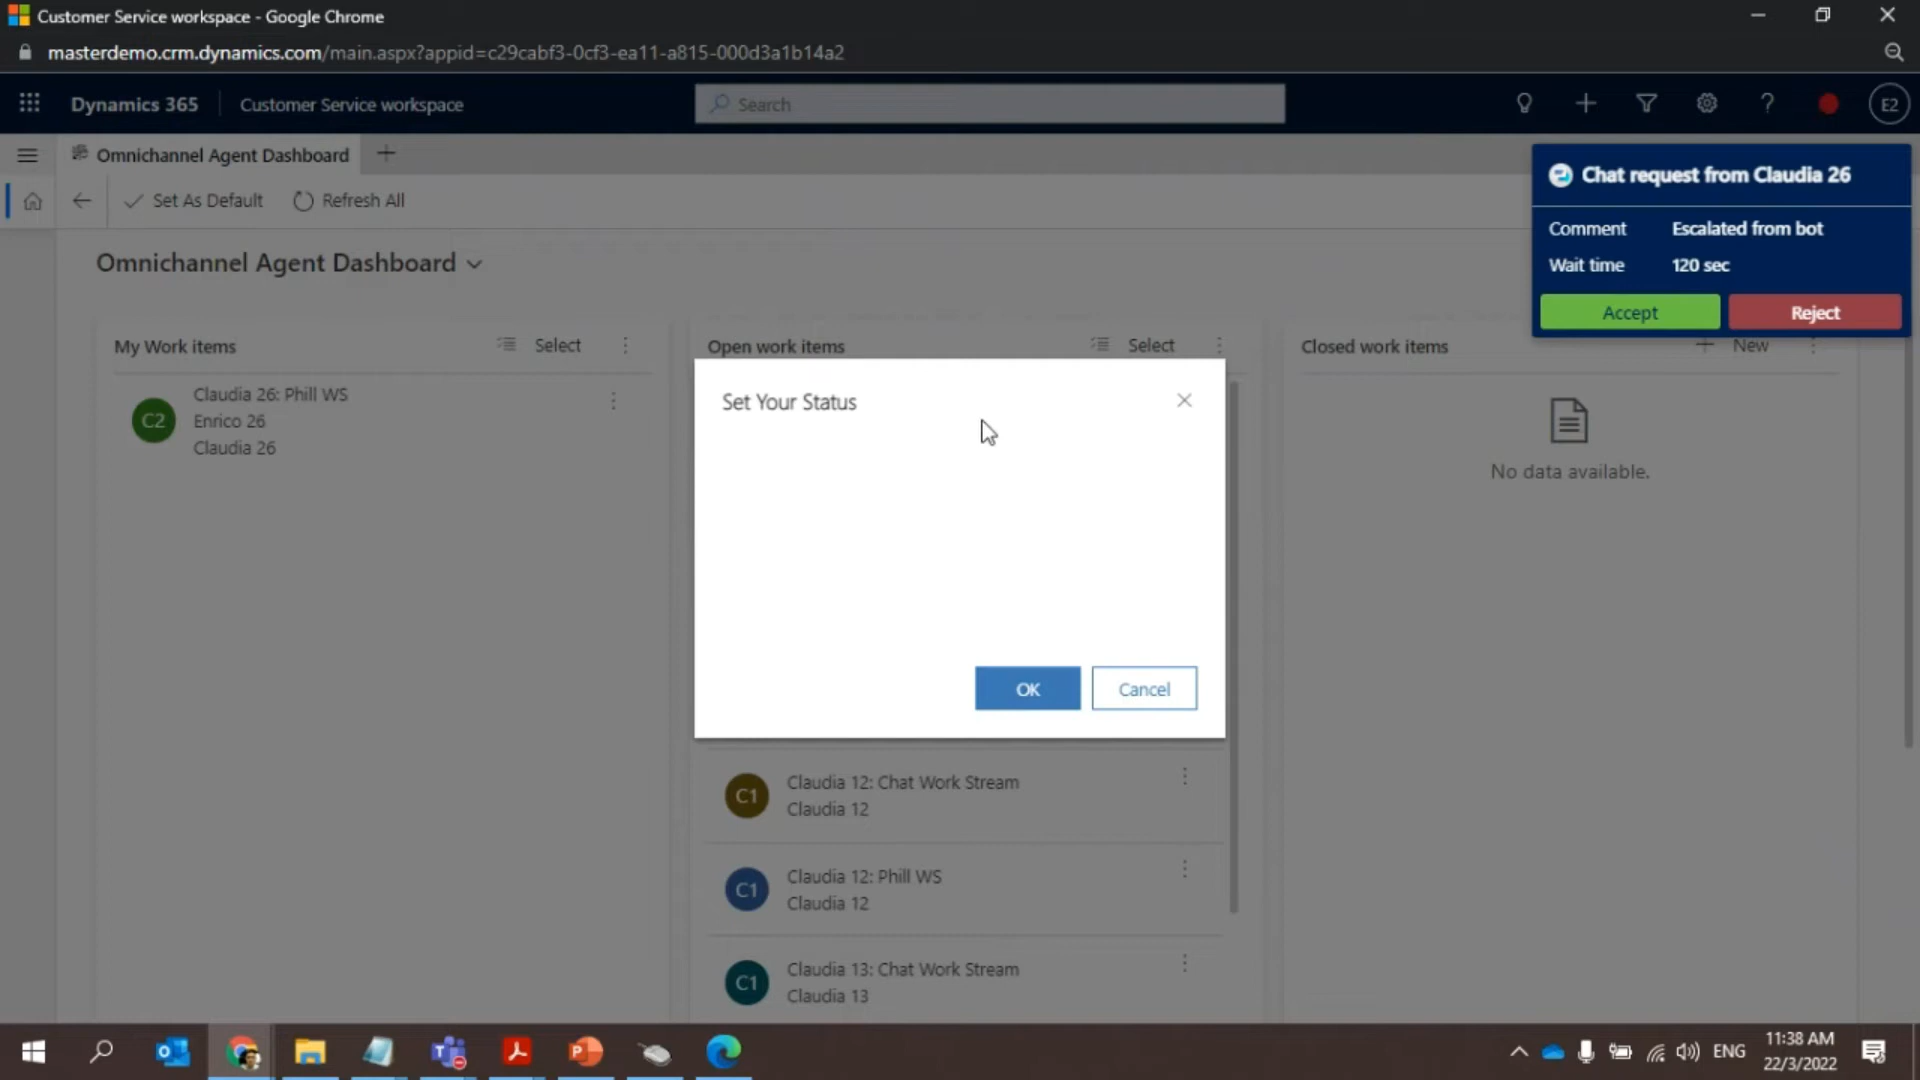 Customer Service workspace - Google Chrome
masterdemo.crm.dynamics.com/main.aspx?appid=c29cabf3-0cf3-ea11-a815-000d3a1b14a2
Dynamics 365 Customer Service workspace Search E2
Omnichannel Agent Dashboard
Set As Default Refresh All
Chat request from Claudia 26
Comment Escalated from bot
Wait time 120 sec
Accept Reject
Omnichannel Agent Dashboard
My Work items Select
C2
Claudia 26: Phill WS
Enrico 26
Claudia 26
Open work items Select
Closed work items New
No data available.
Set Your Status
OK Cancel
C1
Claudia 12: Chat Work Stream
Claudia 12
C1
Claudia 12: Phill WS
Claudia 12
C1
Claudia 13: Chat Work Stream
Claudia 13
ENG
11:38 AM
22/3/2022